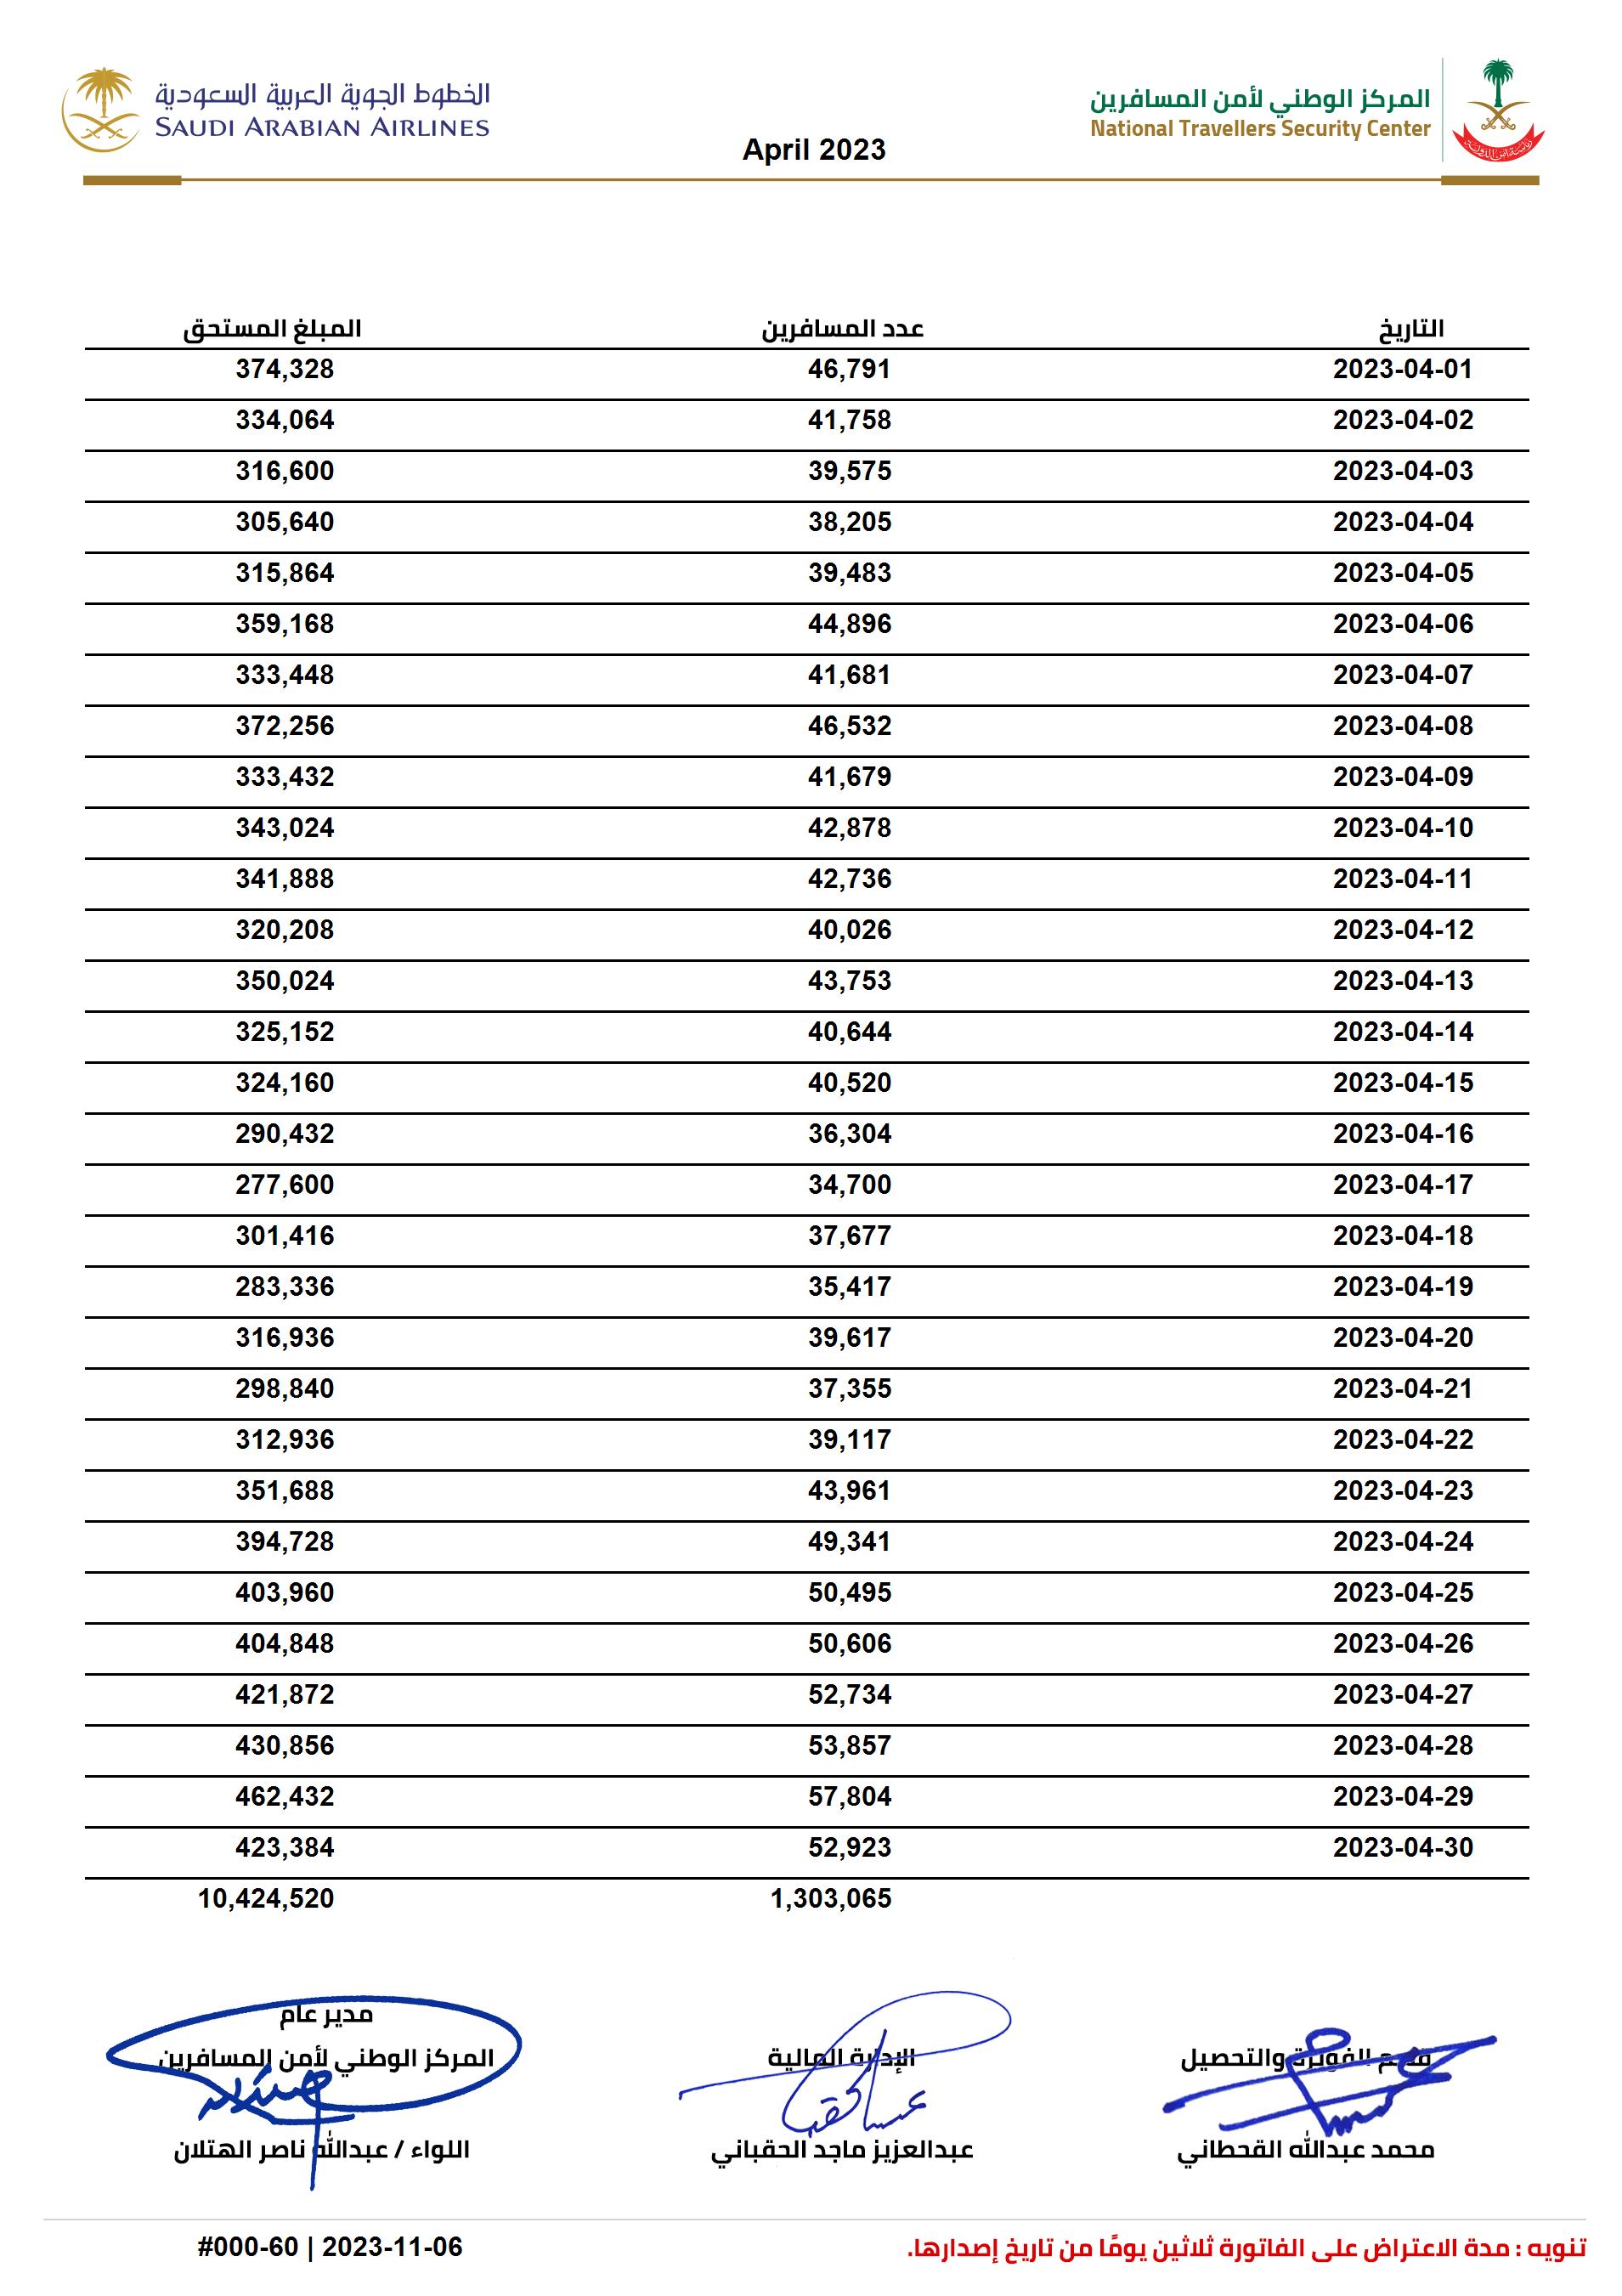 المركز الوطني لأمن المسافرين
National Travellers Security Center
رئاسة أمن الدولة
الخطوط الجوية العربية السعودية
SAUDI ARABIAN AIRLINES
April 2023
التاريخ عدد المسافرين المبلغ المستحق
2023-04-01 46,791 374,328
2023-04-02 41,758 334,064
2023-04-03 39,575 316,600
2023-04-04 38,205 305,640
2023-04-05 39,483 315,864
2023-04-06 44,896 359,168
2023-04-07 41,681 333,448
2023-04-08 46,532 372,256
2023-04-09 41,679 333,432
2023-04-10 42,878 343,024
2023-04-11 42,736 341,888
2023-04-12 40,026 320,208
2023-04-13 43,753 350,024
2023-04-14 40,644 325,152
2023-04-15 40,520 324,160
2023-04-16 36,304 290,432
2023-04-17 34,700 277,600
2023-04-18 37,677 301,416
2023-04-19 35,417 283,336
2023-04-20 39,617 316,936
2023-04-21 37,355 298,840
2023-04-22 39,117 312,936
2023-04-23 43,961 351,688
2023-04-24 49,341 394,728
2023-04-25 50,495 403,960
2023-04-26 50,606 404,848
2023-04-27 52,734 421,872
2023-04-28 53,857 430,856
2023-04-29 57,804 462,432
2023-04-30 52,923 423,384
1,303,065 10,424,520
مدير عام
قسم الفوترة والتحصيل الإدارة المالية المركز الوطني لأمن المسافرين
محمد عبدالله القحطاني عبدالعزيز ماجد الحقباني اللواء / عبدالله ناصر الهتلان
تنويه : مدة الاعتراض على الفاتورة ثلاثين يومًا من تاريخ إصدارها.
#000-60 | 2023-11-06